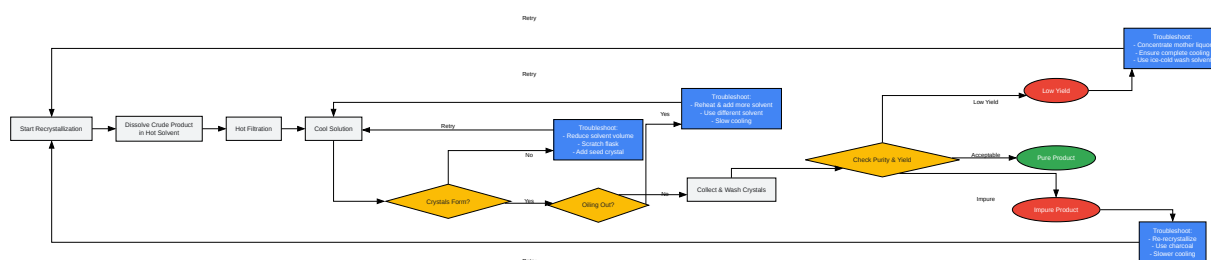 Retry
Troubleshoot:
- Concentrate mother liquor
- Ensure complete cooling
- Use ice-cold wash solvent
Retry
Low Yield
Troubleshoot:
- Reheat & add more solvent
- Use different solvent
- Slow cooling
Low Yield
Yes
Start Recrystallization
Dissolve Crude Product
in Hot Solvent
Hot Filtration
Cool Solution
Retry
Troubleshoot:
- Reduce solvent volume
- Scratch flask
- Add seed crystal
No
Check Purity & Yield
Acceptable
Pure Product
Crystals Form?
Yes
Oiling Out?
No
Collect & Wash Crystals
Impure
Impure Product
Troubleshoot:
- Re-recrystallize
- Use charcoal
- Slower cooling